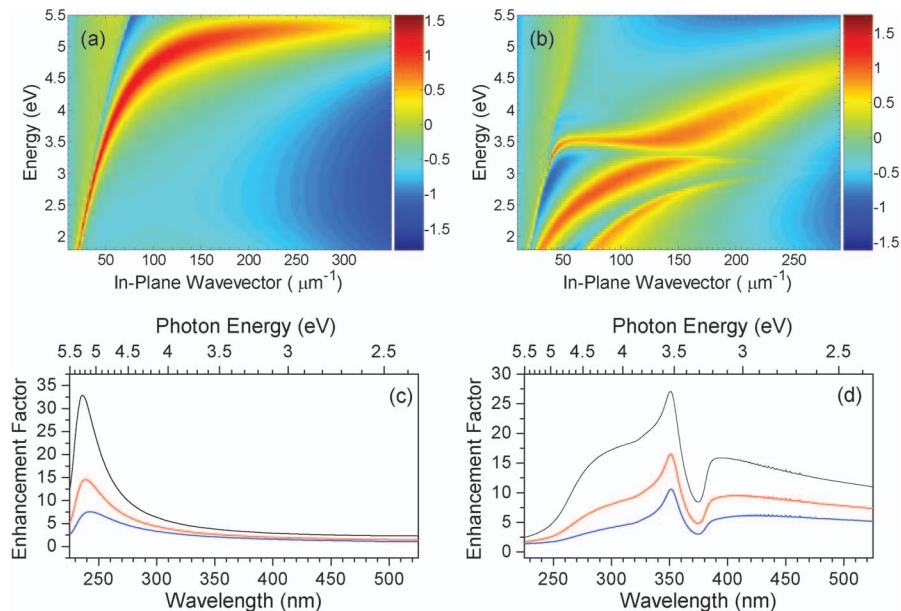 (a)
5.5
5
4.5
4
3.5
3
2.5
2
Energy (eV)
50 100 150 200 250 300
In-Plane Wavevector ( μm⁻¹)
1.5
1
0.5
0
-0.5
-1
-1.5
(b)
5.5
5
4.5
4
3.5
3
2.5
2
Energy (eV)
50 100 150 200 250
In-Plane Wavevector ( μm⁻¹)
1.5
1
0.5
0
-0.5
-1
-1.5
Photon Energy (eV)
5.5 5 4.5 4 3.5 3 2.5
(c)
35
30
25
20
15
10
5
0
Enhancement Factor
250 300 350 400 450 500
Wavelength (nm)
Photon Energy (eV)
5.5 5 4.5 4 3.5 3 2.5
(d)
30
25
20
15
10
5
0
Enhancement Factor
250 300 350 400 450 500
Wavelength (nm)